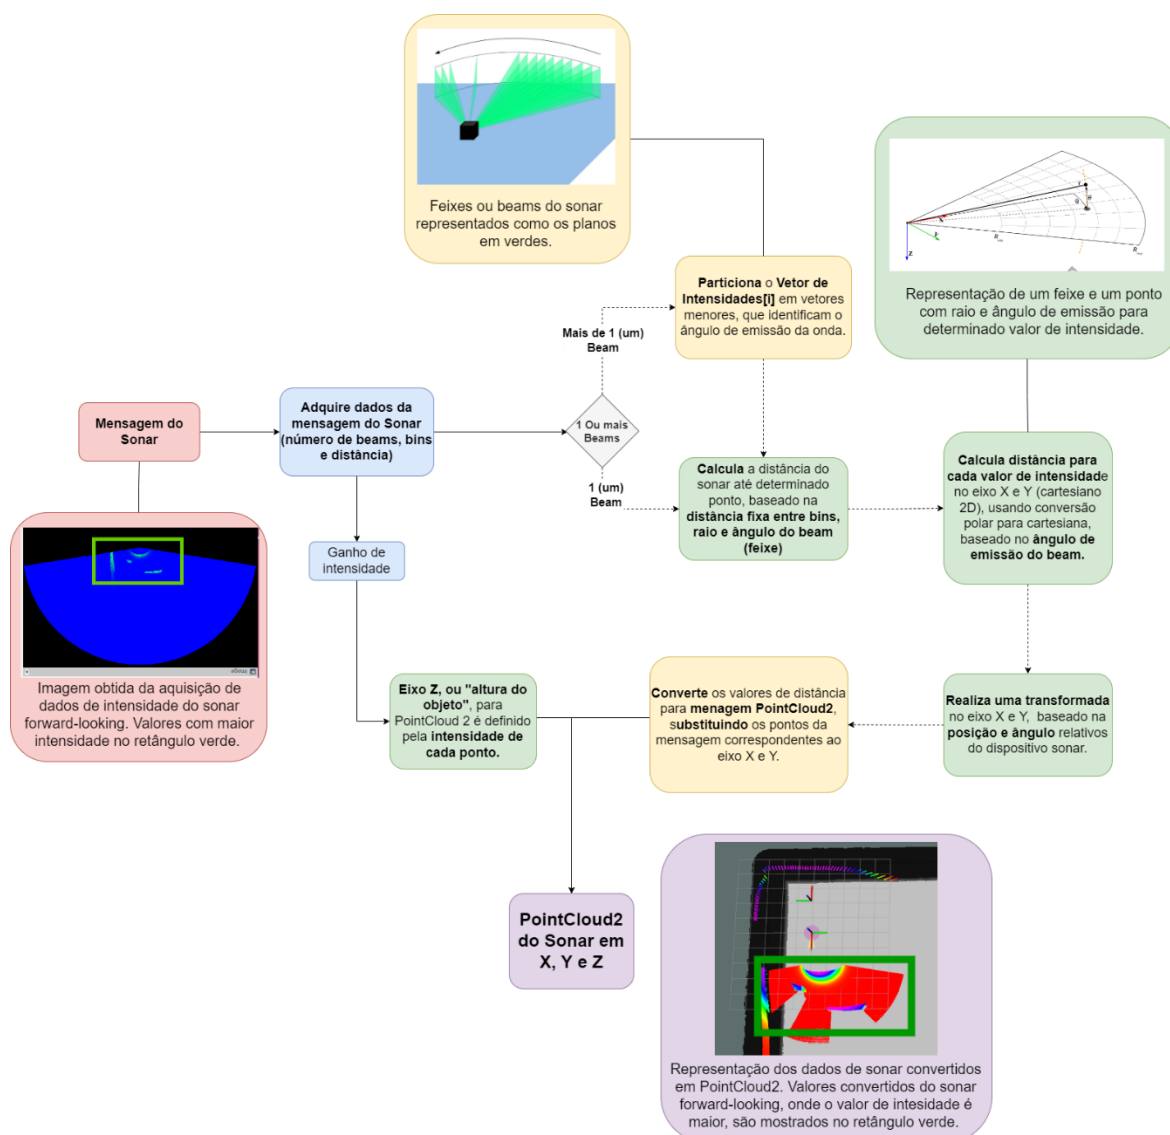 Feixes ou beams do sonar
representados como os planos
em verdes.
Z
Representação de um feixe e um ponto
com raio e ângulo de emissão para
determinado valor de intensidade.
Particiona o Vetor de
Intensidades[i] em vetores
menores, que identificam o
ângulo de emissão da onda.
Mais de 1 (um)
Beam
Mensagem do
Sonar
Adquire dados da
mensagem do Sonar
(número de beams, bins
e distância)
1 Ou mais
Beams
1 (um)
Beam
Calcula a distância do
sonar até determinado
ponto, baseado na
distância fixa entre bins,
raio e ângulo do beam
(feixe)
Calcula distância para
cada valor de intensidade
no eixo X e Y (cartesiano
2D), usando conversão
polar para cartesiana,
baseado no ângulo de
emissão do beam.
Ganho de
intensidade
image
Imagem obtida da aquisição de
dados de intensidade do sonar
forward-looking. Valores com maior
intensidade no retângulo verde.
Eixo Z, ou "altura do
objeto", para
PointCloud 2 é definido
pela intensidade de
cada ponto.
Converte os valores de distância
para menagem PointCloud2,
substituindo os pontos da
mensagem correspondentes ao
eixo X e Y.
Realiza uma transformada
no eixo X e Y, baseado na
posição e ângulo relativos
do dispositivo sonar.
PointCloud2
do Sonar em
X, Y e Z
Representação dos dados de sonar convertidos
em PointCloud2. Valores convertidos do sonar
forward-looking, onde o valor de intesidade é
maior, são mostrados no retângulo verde.